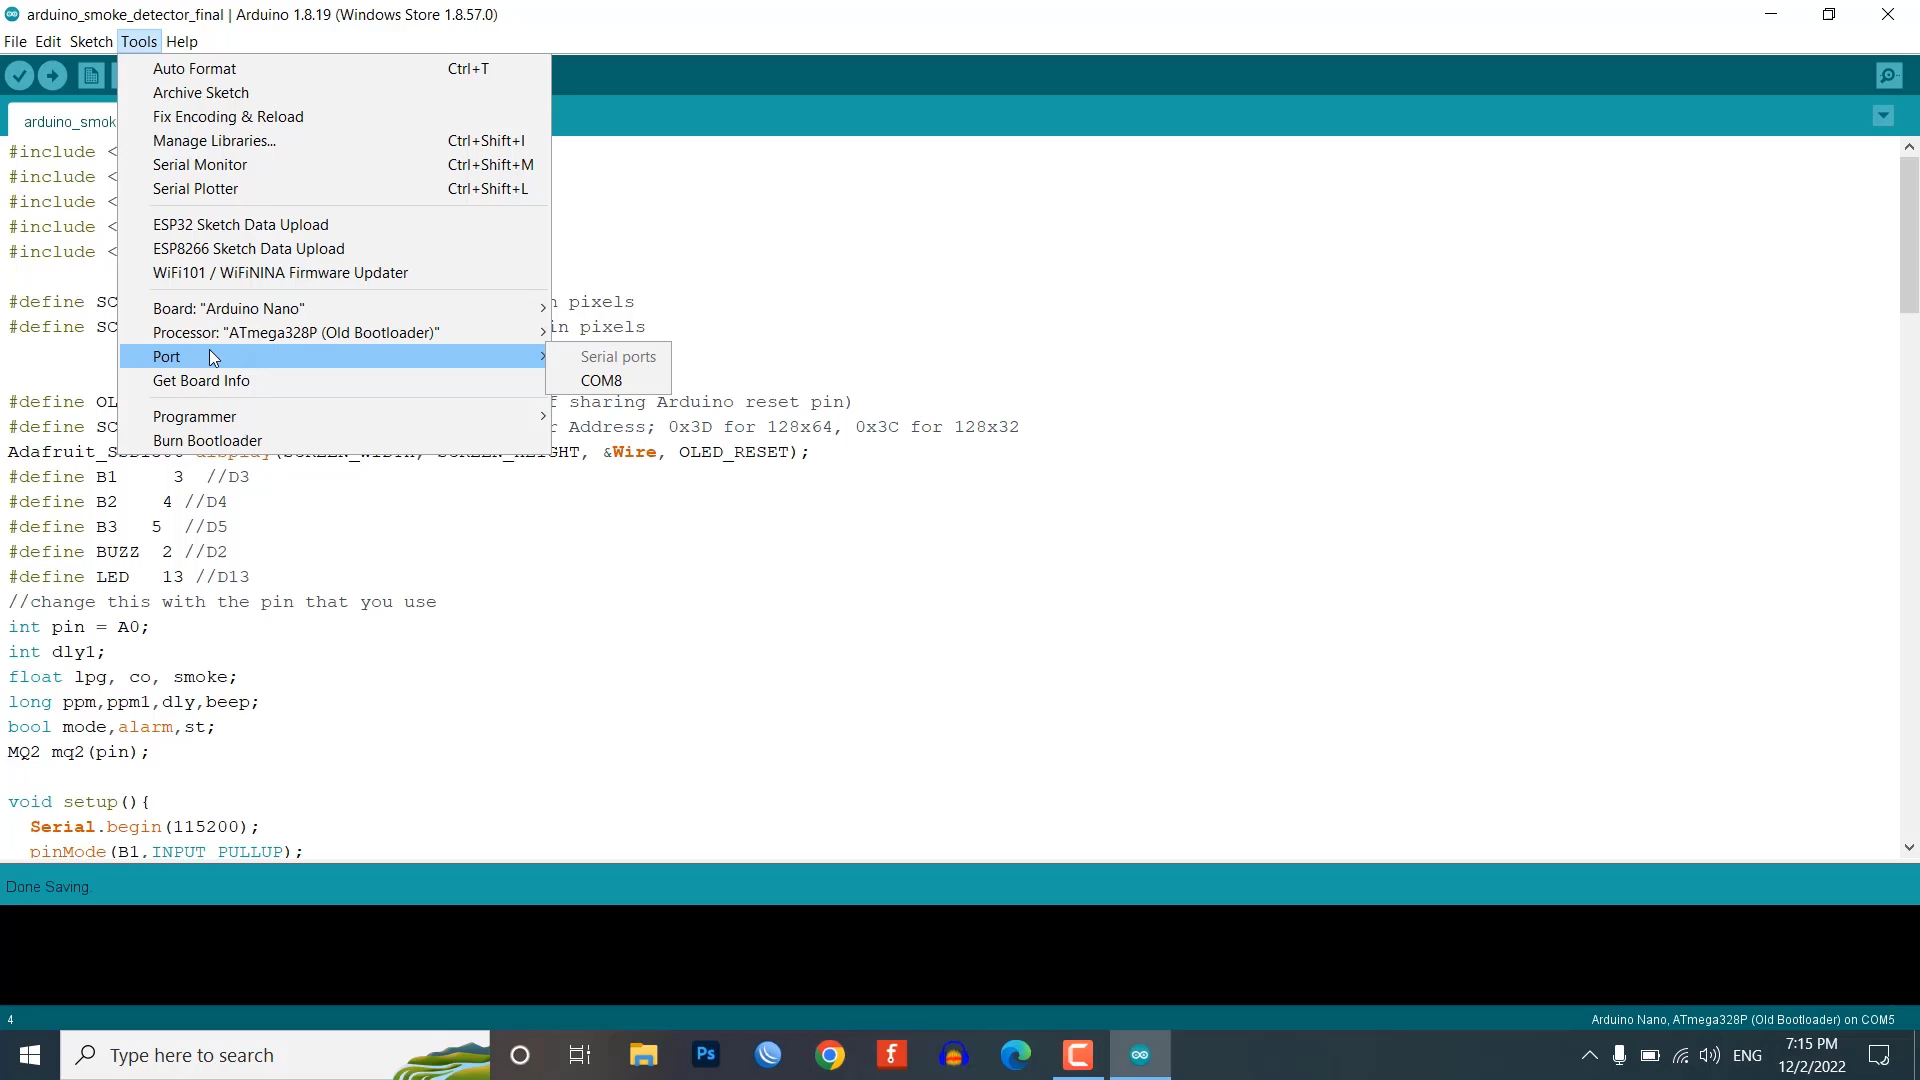 arduino_smoke_detector_final | Arduino 1.8.19 (Windows Store 1.8.57.0)
File Edit Sketch Tools Help
Auto Format Ctrl+T
Archive Sketch
Fix Encoding & Reload
Manage Libraries... Ctrl+Shift+I
Serial Monitor Ctrl+Shift+M
Serial Plotter Ctrl+Shift+L
ESP32 Sketch Data Upload
ESP8266 Sketch Data Upload
WiFi101 / WiFiNINA Firmware Updater
Board: "Arduino Nano"
Processor: "ATmega328P (Old Bootloader)"
Port
Get Board Info
Programmer
Burn Bootloader
Serial ports
COM8
arduino_smok
#include <
#include <
#include <
#include <
#include <
#define SC n pixels
#define SC in pixels
#define OL f sharing Arduino reset pin)
#define SC r Address; 0x3D for 128x64, 0x3C for 128x32
Adafruit_SSD1306 display(SCREEN_WIDTH, SCREEN_HEIGHT, &Wire, OLED_RESET);
#define B1 3 //D3
#define B2 4 //D4
#define B3 5 //D5
#define BUZZ 2 //D2
#define LED 13 //D13
//change this with the pin that you use
int pin = A0;
int dly1;
float lpg, co, smoke;
long ppm,ppm1,dly,beep;
bool mode,alarm,st;
MQ2 mq2(pin);
void setup(){
Serial.begin(115200);
pinMode(B1,INPUT_PULLUP);
Done Saving.
4
Arduino Nano, ATmega328P (Old Bootloader) on COM5
Type here to search
Ps
ENG
7:15 PM
12/2/2022